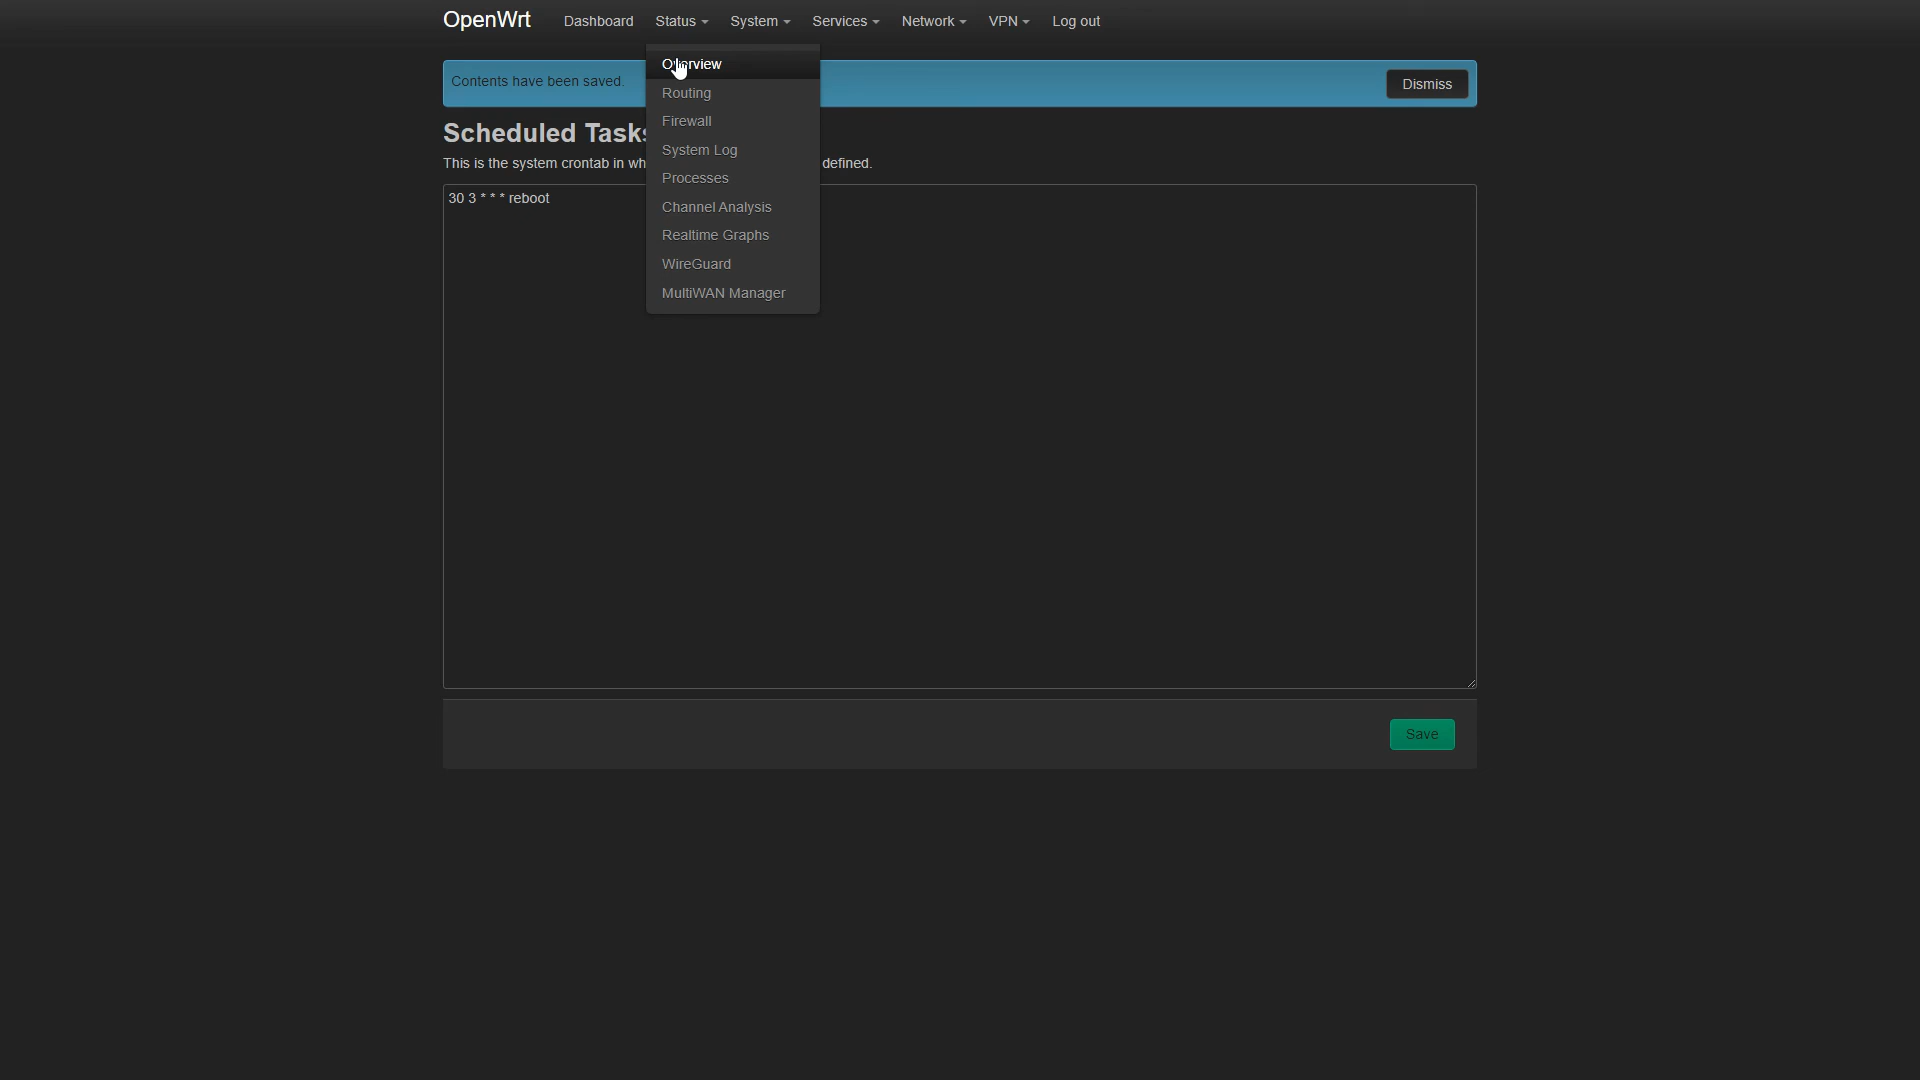 OpenWrt Dashboard Status System Services Network VPN Log out
Overview
Contents have been saved.
Dismiss
Routing
Firewall
Scheduled Tasks
System Log
This is the system crontab in wh defined.
Processes
30 3 * * * reboot
Channel Analysis
Realtime Graphs
WireGuard
MultiWAN Manager
Save